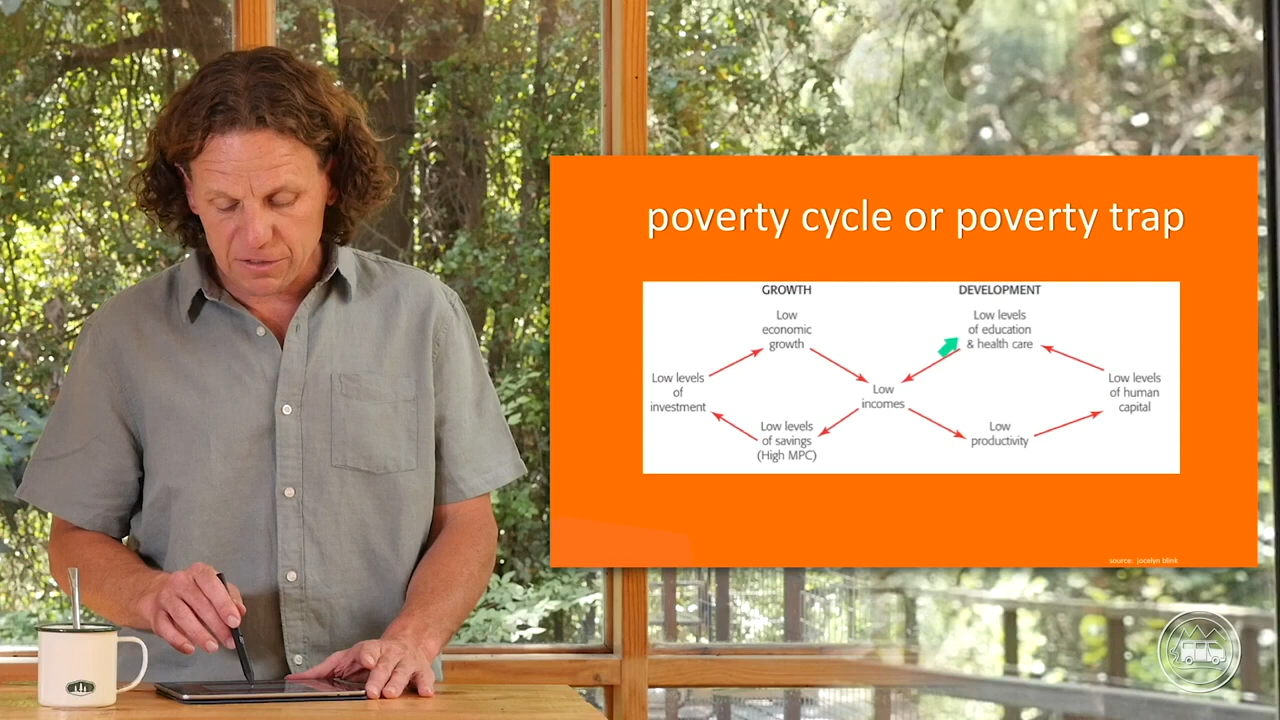 poverty cycle or poverty trap
GROWTH
DEVELOPMENT
Low
economic
growth
Low levels
of education
& health care
Low levels
of
investment
Low
incomes
Low levels
of human
capital
Low levels
of savings
(High MPC)
Low
productivity
source: jocelyn blink